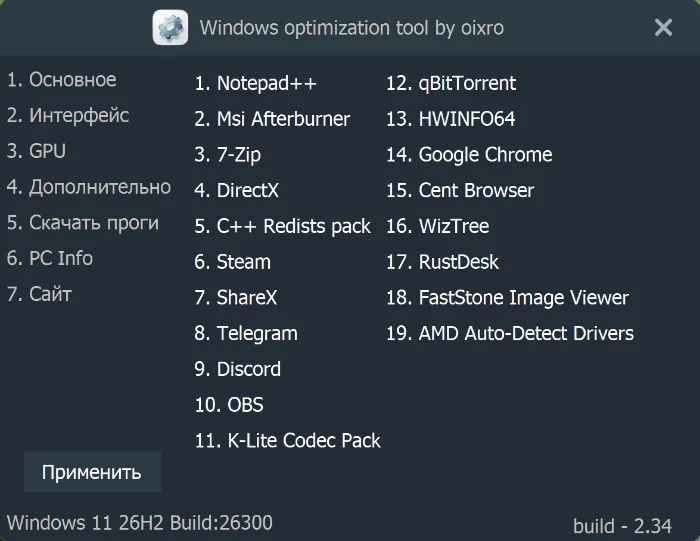 Windows optimization tool by oixro
1. Основное
2. Интерфейс
3. GPU
4. Дополнительно
5. Скачать проги
6. PC Info
7. Сайт
1. Notepad++
2. Msi Afterburner
3. 7-Zip
4. DirectX
5. C++ Redists pack
6. Steam
7. ShareX
8. Telegram
9. Discord
10. OBS
11. K-Lite Codec Pack
12. qBitTorrent
13. HWINFO64
14. Google Chrome
15. Cent Browser
16. WizTree
17. RustDesk
18. FastStone Image Viewer
19. AMD Auto-Detect Drivers
Применить
Windows 11 26H2 Build:26300
build - 2.34